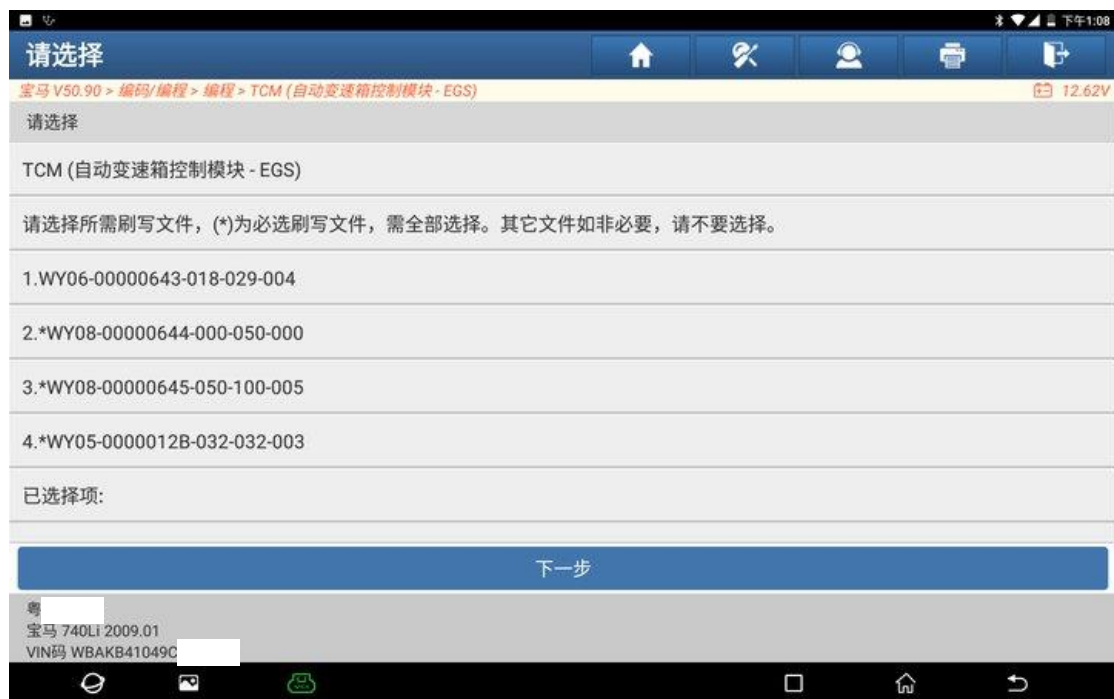 下午1:08
请选择
宝马 V50.90 > 编码/编程 > 编程 > TCM (自动变速箱控制模块 - EGS)
12.62V
请选择
TCM (自动变速箱控制模块 - EGS)
请选择所需刷写文件，(*)为必选刷写文件，需全部选择。其它文件如非必要，请不要选择。
1.WY06-00000643-018-029-004
2.*WY08-00000644-000-050-000
3.*WY08-00000645-050-100-005
4.*WY05-0000012B-032-032-003
已选择项:
下一步
粤
宝马 740Li 2009.01
VIN码 WBAKB41049C